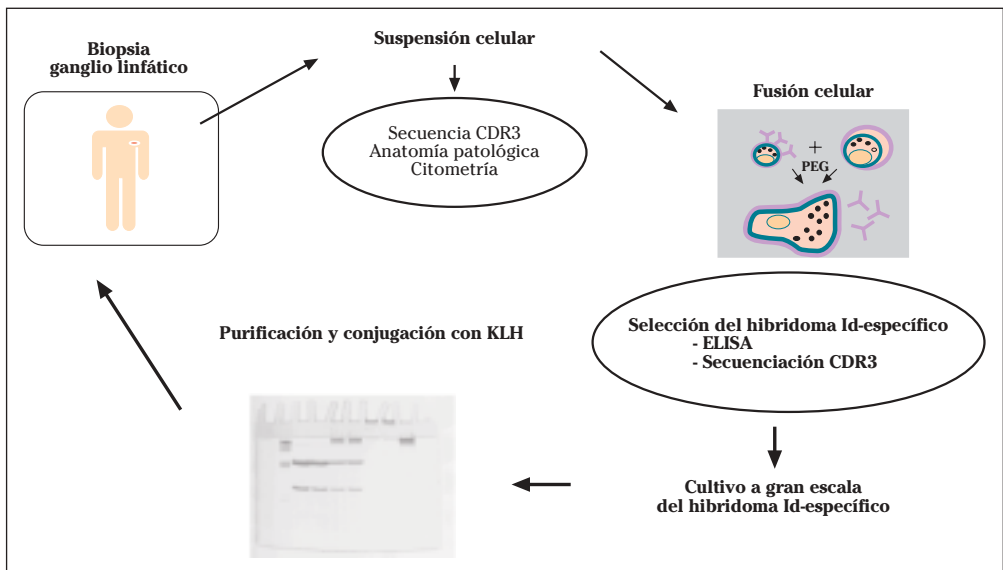 Biopsia
ganglio linfático
Suspensión celular
Secuencia CDR3
Anatomía patológica
Citometría
Fusión celular
+
PEG
Selección del hibridoma Id-específico
- ELISA
- Secuenciación CDR3
Cultivo a gran escala
del hibridoma Id-específico
Purificación y conjugación con KLH